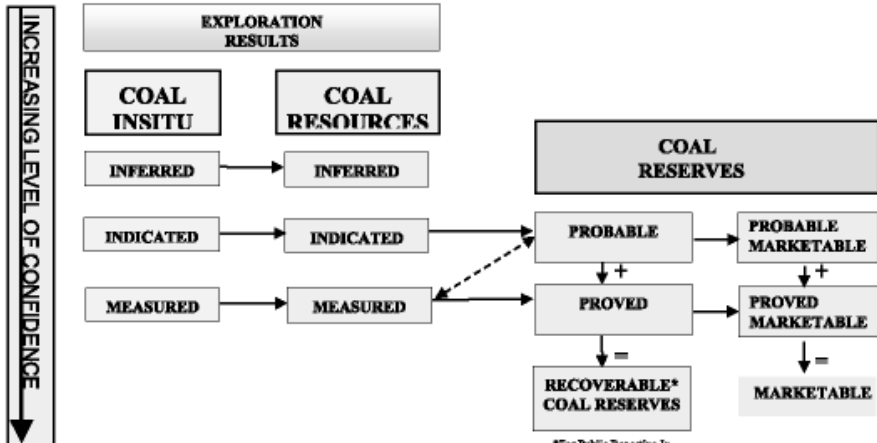 INCREASING LEVEL OF CONFIDENCE
EXPLORATION
RESULTS
COAL
INSITU
COAL
RESOURCES
COAL
RESERVES
INFERRED
INFERRED
INDICATED
INDICATED
PROBABLE
PROBABLE
MARKETABLE
+
+
MEASURED
MEASURED
PROVED
PROVED
MARKETABLE
=
=
RECOVERABLE*
COAL RESERVES
MARKETABLE